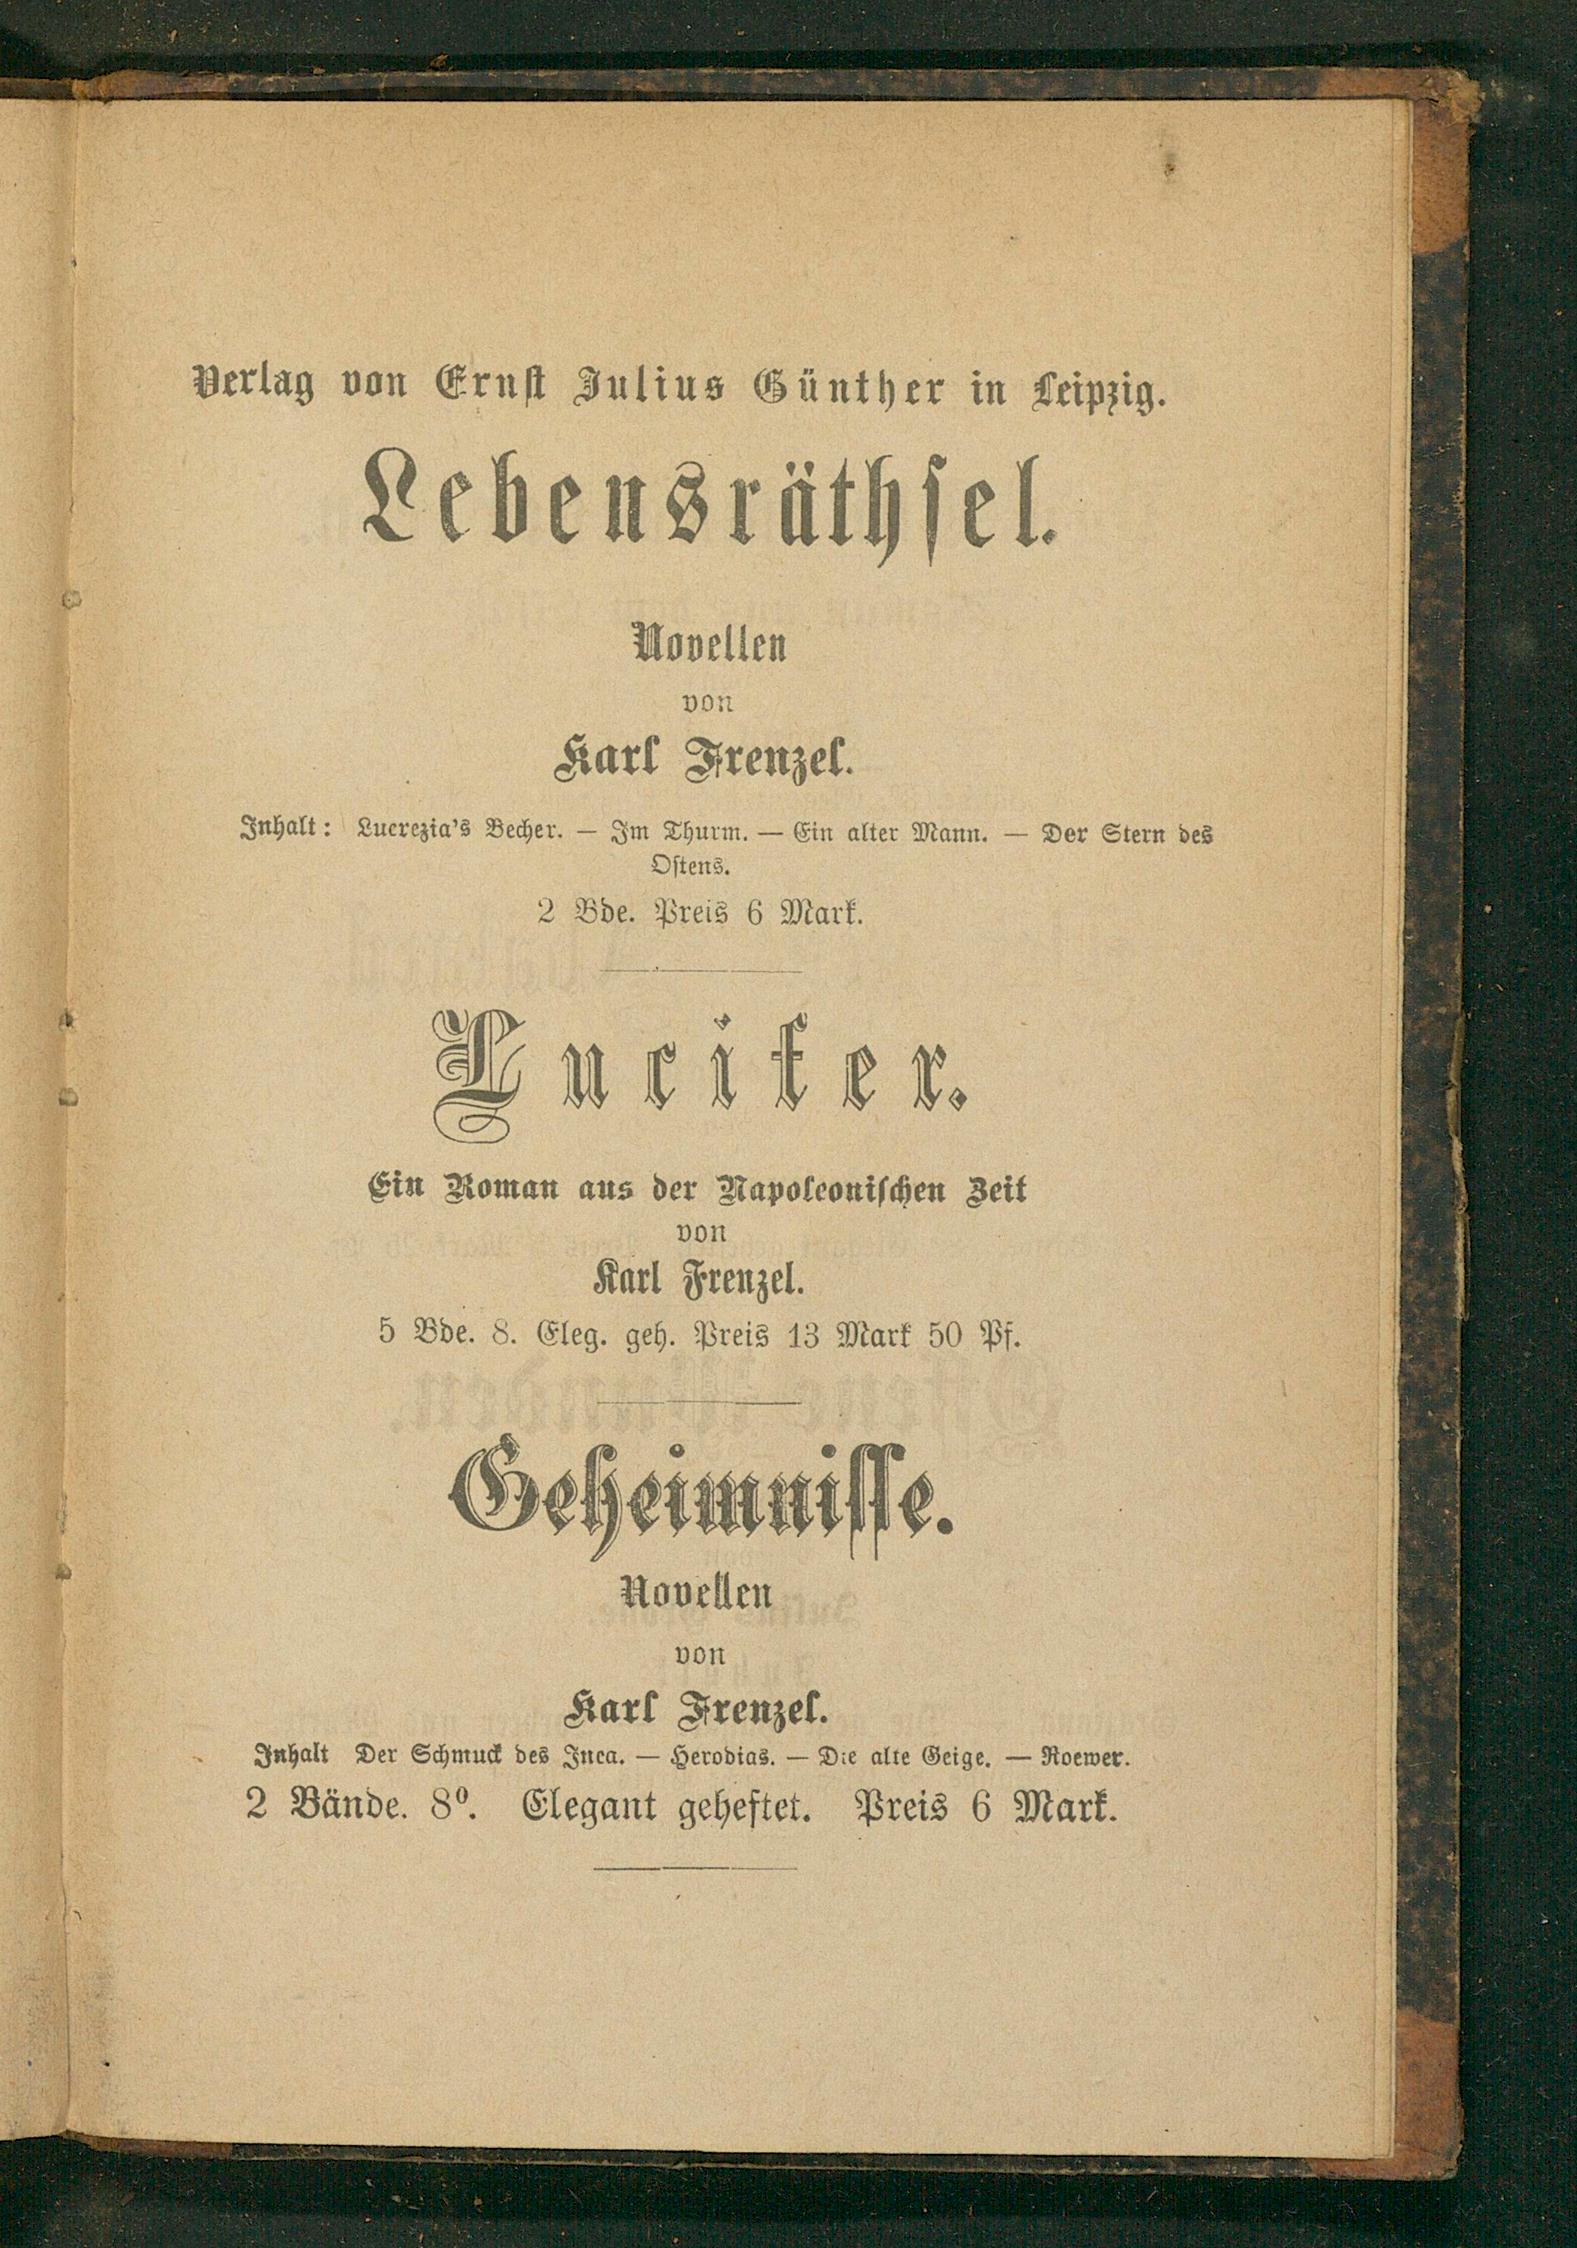 Verlag von Ernst Julius Günther in Leipzig.
Lebensräthsel.
Novellen
von
Karl Frenzel.
Inhalt: Lucrezia's Becher. — Im Thurm. — Ein alter Mann. — Der Stern des
Ostens.
2 Bde. Preis 6 Mark.
Lucifer.
Ein Roman aus der Napoleonischen Zeit
von
Karl Frenzel.
5 Bde. 8. Eleg. geh. Preis 13 Mark 50 Pf.
Geheimnisse.
Novellen
von
Karl Frenzel.
Inhalt Der Schmuck des Inca. — Herodias. — Die alte Geige. — Roewer.
2 Bände. 8⁰. Elegant geheftet. Preis 6 Mark.